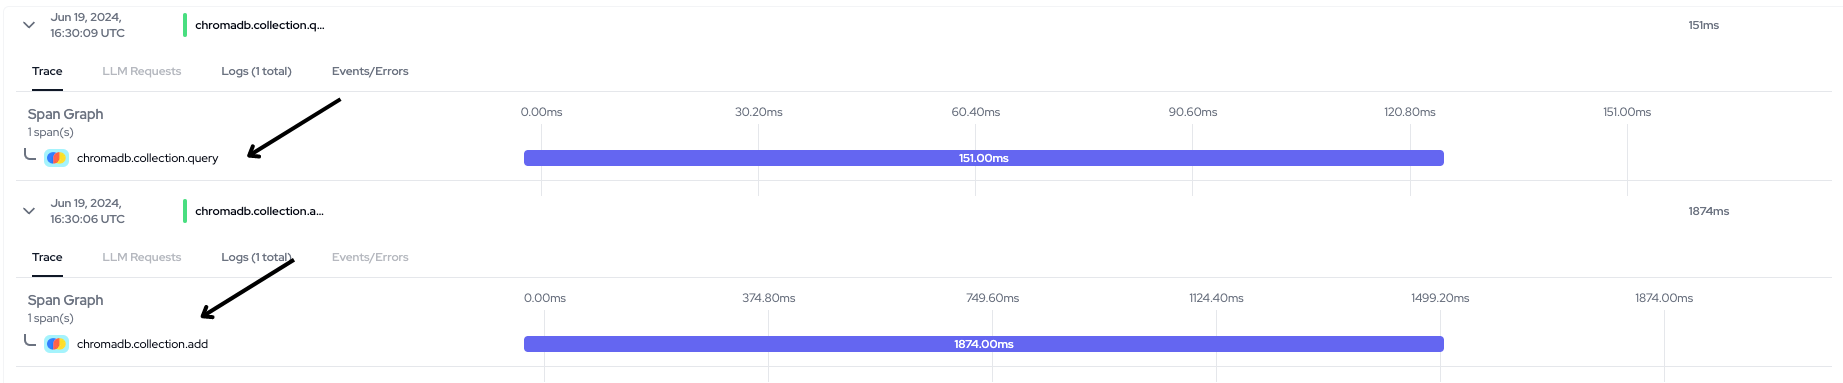 Jun 19, 2024,
16:30:09 UTC
chromadb.collection.q...
151ms
Trace
LLM Requests
Logs (1 total)
Events/Errors
Span Graph
1 span(s)
0.00ms
30.20ms
60.40ms
90.60ms
120.80ms
151.00ms
chromadb.collection.query
151.00ms
Jun 19, 2024,
16:30:06 UTC
chromadb.collection.a...
1874ms
Trace
LLM Requests
Logs (1 total)
Events/Errors
Span Graph
1 span(s)
0.00ms
374.80ms
749.60ms
1124.40ms
1499.20ms
1874.00ms
chromadb.collection.add
1874.00ms